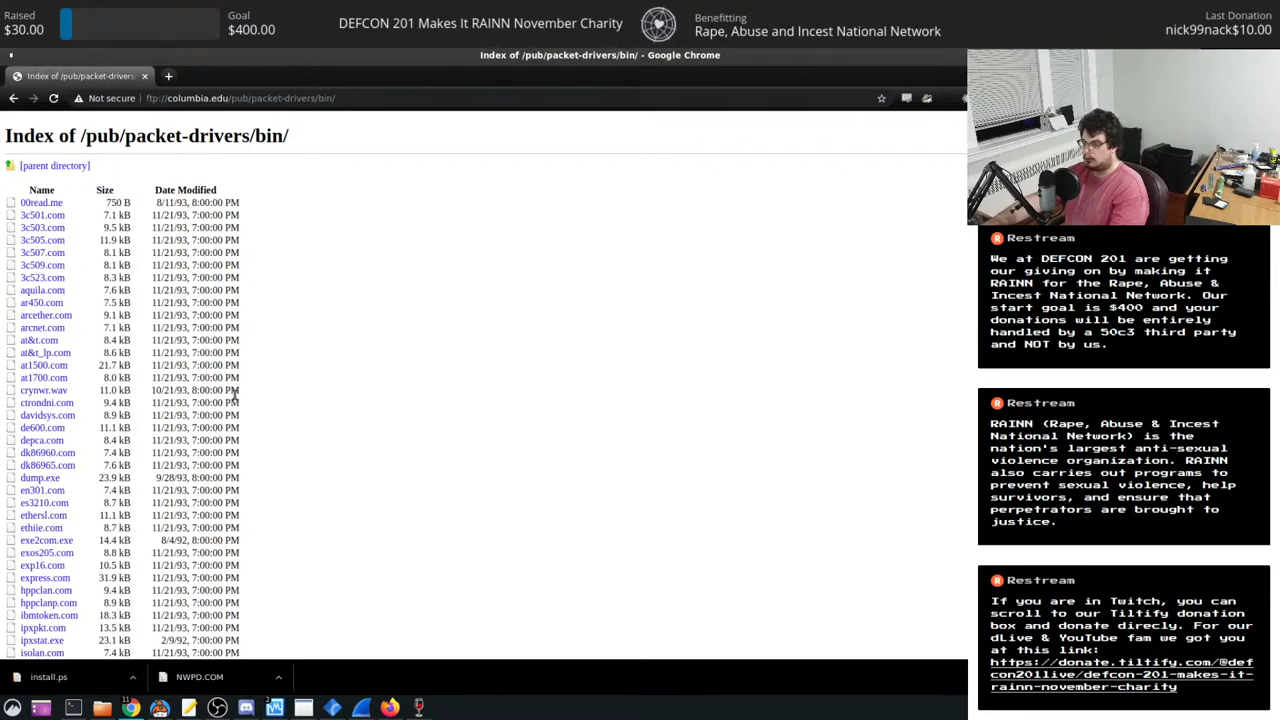 Raised
$30.00
Goal
$400.00
DEFCON 201 Makes It RAINN November Charity
Benefitting
Rape, Abuse and Incest National Network
Last Donation
nick99nack$10.00
Index of /pub/packet-drivers/bin/ - Google Chrome
Index of /pub/packet-drivers
Not secure ftp://columbia.edu/pub/packet-drivers/bin/
Index of /pub/packet-drivers/bin/
[parent directory]
Name Size Date Modified
00read.me 750 B 8/11/93, 8:00:00 PM
3c501.com 7.1 kB 11/21/93, 7:00:00 PM
3c503.com 9.5 kB 11/21/93, 7:00:00 PM
3c505.com 11.9 kB 11/21/93, 7:00:00 PM
3c507.com 8.1 kB 11/21/93, 7:00:00 PM
3c509.com 8.1 kB 11/21/93, 7:00:00 PM
3c523.com 8.3 kB 11/21/93, 7:00:00 PM
aquila.com 7.6 kB 11/21/93, 7:00:00 PM
ar450.com 7.5 kB 11/21/93, 7:00:00 PM
arcether.com 9.1 kB 11/21/93, 7:00:00 PM
arcnet.com 7.1 kB 11/21/93, 7:00:00 PM
at&t.com 8.4 kB 11/21/93, 7:00:00 PM
at&t_lp.com 8.6 kB 11/21/93, 7:00:00 PM
at1500.com 21.7 kB 11/21/93, 7:00:00 PM
at1700.com 8.0 kB 11/21/93, 7:00:00 PM
crynwr.wav 11.0 kB 10/21/93, 8:00:00 PM
ctrondni.com 9.4 kB 11/21/93, 7:00:00 PM
davidsys.com 8.9 kB 11/21/93, 7:00:00 PM
de600.com 11.1 kB 11/21/93, 7:00:00 PM
depca.com 8.4 kB 11/21/93, 7:00:00 PM
dk86960.com 7.4 kB 11/21/93, 7:00:00 PM
dk86965.com 7.6 kB 11/21/93, 7:00:00 PM
dump.exe 23.9 kB 9/28/93, 8:00:00 PM
en301.com 7.4 kB 11/21/93, 7:00:00 PM
es3210.com 8.7 kB 11/21/93, 7:00:00 PM
ethersl.com 11.1 kB 11/21/93, 7:00:00 PM
ethiie.com 8.7 kB 11/21/93, 7:00:00 PM
exe2com.exe 14.4 kB 8/4/92, 8:00:00 PM
exos205.com 8.8 kB 11/21/93, 7:00:00 PM
exp16.com 10.5 kB 11/21/93, 7:00:00 PM
express.com 31.9 kB 11/21/93, 7:00:00 PM
hppclan.com 9.4 kB 11/21/93, 7:00:00 PM
hppclanp.com 8.9 kB 11/21/93, 7:00:00 PM
ibmtoken.com 18.3 kB 11/21/93, 7:00:00 PM
ipxpkt.com 13.5 kB 11/21/93, 7:00:00 PM
ipxstat.exe 23.1 kB 2/9/92, 7:00:00 PM
isolan.com 7.4 kB 11/21/93, 7:00:00 PM
install.ps
NWPD.COM
11
2
Restream
We at DEFCON 201 are getting
our giving on by making it
RAINN for the Rape, Abuse &
Incest National Network. Our
start goal is $400 and your
donations will be entirely
handled by a 50c3 third party
and NOT by us.
Restream
RAINN (Rape, Abuse & Incest
National Network) is the
nation's largest anti-sexual
violence organization. RAINN
also carries out programs to
prevent sexual violence, help
survivors, and ensure that
perpetrators are brought to
justice.
Restream
If you are in Twitch, you can
scroll to our Tiltify donation
box and donate direcly. For our
dLive & YouTube fam we got you
at this link:
https://donate.tiltify.com/@def
con201live/defcon-201-makes-it-
rainn-november-charity